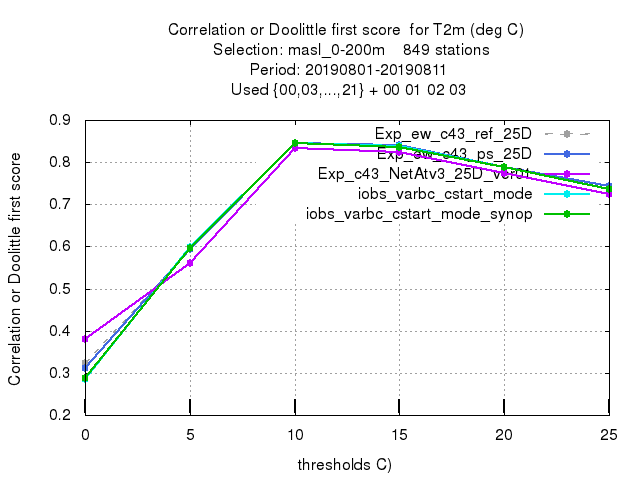 Correlation or Doolittle first score  for T2m (deg C)
Selection: masl_0-200m    849 stations
Period: 20190801-20190811
Used {00,03,...,21} + 00 01 02 03
0.9
0.8
0.7
0.6
0.5
0.4
0.3
0.2
Correlation or Doolittle first score
Exp_ew_c43_ref_25D
Exp_ew_c43_ps_25D
Exp_c43_NetAtv3_25D_ver01
iobs_varbc_cstart_mode
iobs_varbc_cstart_mode_synop
0 5 10 15 20 25
thresholds C)